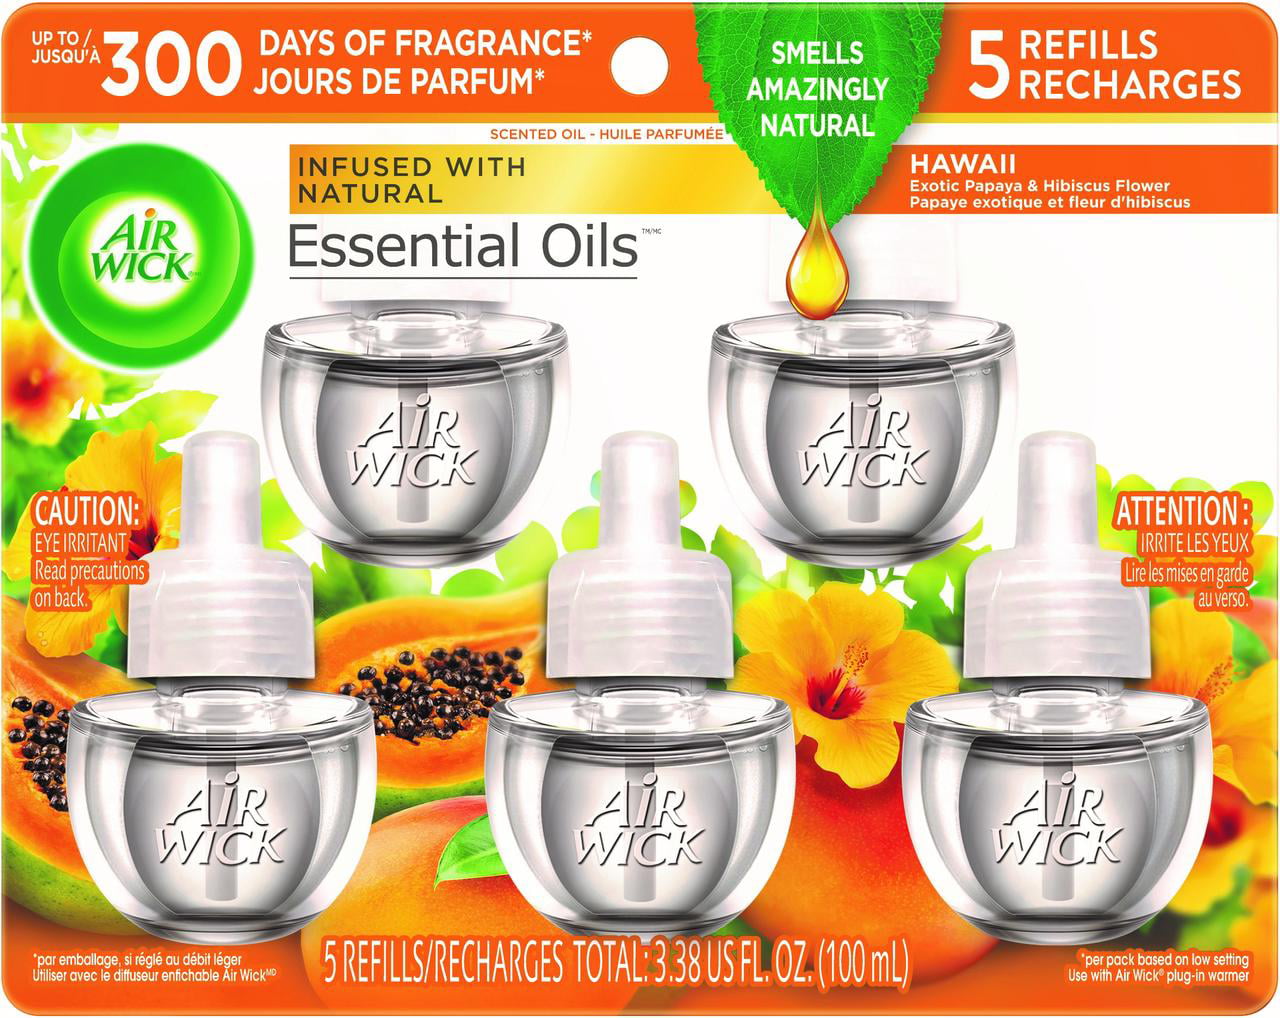 UP TO /
JUSQU'À
300
DAYS OF FRAGRANCE*
JOURS DE PARFUM*
SMELLS
AMAZINGLY
NATURAL
5
REFILLS
RECHARGES
SCENTED OIL - HUILE PARFUMÉE
INFUSED WITH
NATURAL
Essential Oils™/MC
HAWAII
Exotic Papaya & Hibiscus Flower
Papaye exotique et fleur d'hibiscus
AIR
WICK
AIR
WICK
AIR
WICK
CAUTION:
EYE IRRITANT
Read precautions
on back.
ATTENTION :
IRRITE LES YEUX
Lire les mises en garde
au verso.
AIR
WICK
AIR
WICK
AIR
WICK
*par emballage, si réglé au débit léger
Utiliser avec le diffuseur enfichable Air Wick MD
5 REFILLS/RECHARGES TOTAL: 3.38 US FL. OZ. (100 mL)
*per pack based on low setting
Use with Air Wick® plug-in warmer